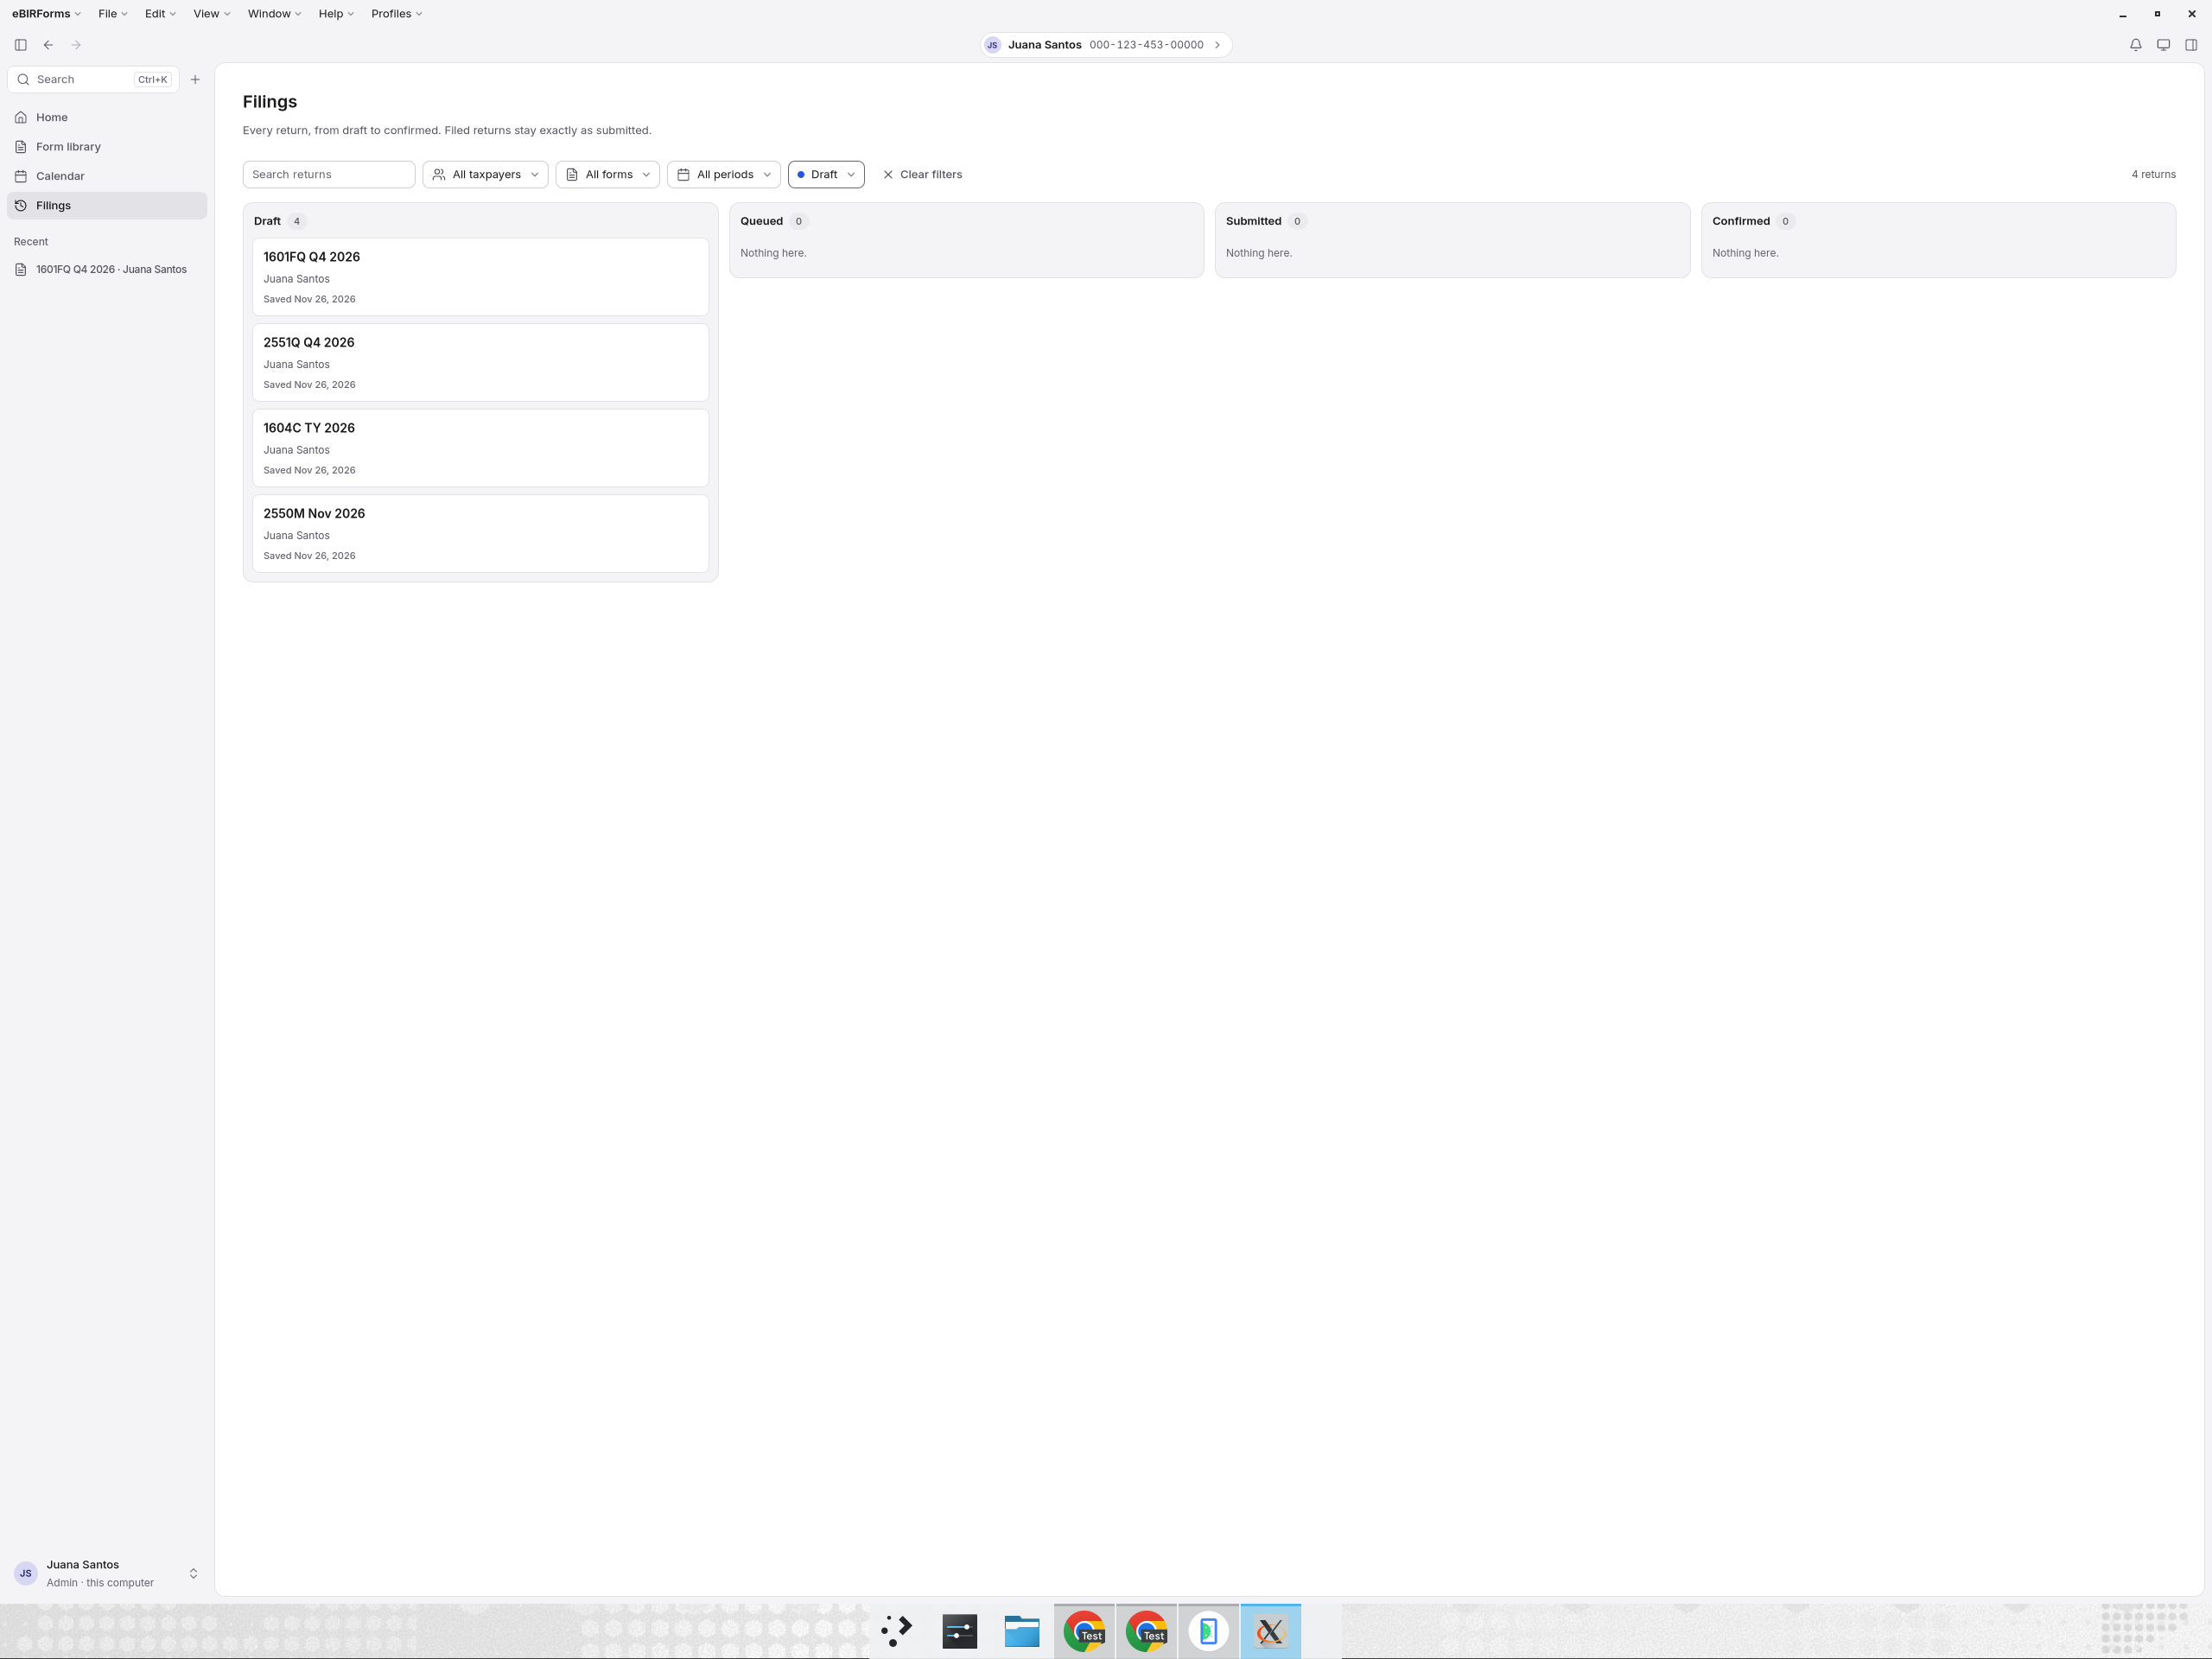 eBIRForms File Edit View Window Help Profiles
JS Juana Santos 000-123-453-00000
Search Ctrl+K
Home
Form library
Calendar
Filings
Recent
1601FQ Q4 2026 · Juana Santos
Filings
Every return, from draft to confirmed. Filed returns stay exactly as submitted.
Search returns All taxpayers All forms All periods Draft Clear filters 4 returns
Draft 4
1601FQ Q4 2026
Juana Santos
Saved Nov 26, 2026
2551Q Q4 2026
Juana Santos
Saved Nov 26, 2026
1604C TY 2026
Juana Santos
Saved Nov 26, 2026
2550M Nov 2026
Juana Santos
Saved Nov 26, 2026
Queued 0
Nothing here.
Submitted 0
Nothing here.
Confirmed 0
Nothing here.
JS Juana Santos
Admin · this computer
Test Test